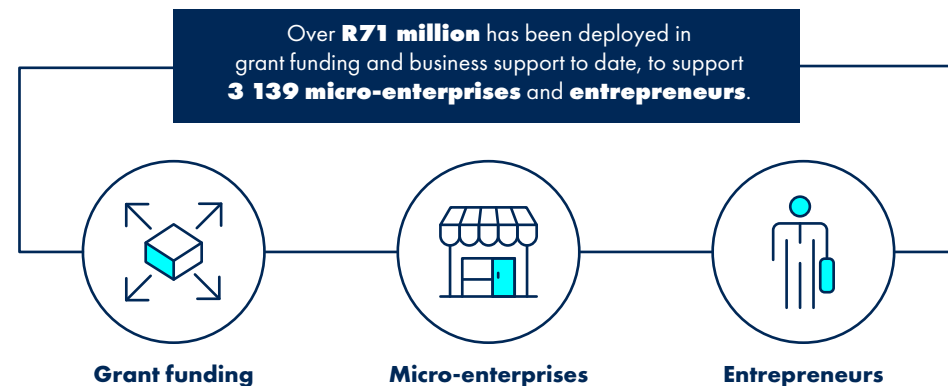 Over R71 million has been deployed in
grant funding and business support to date, to support
3 139 micro-enterprises and entrepreneurs.
Grant funding
Micro-enterprises
Entrepreneurs